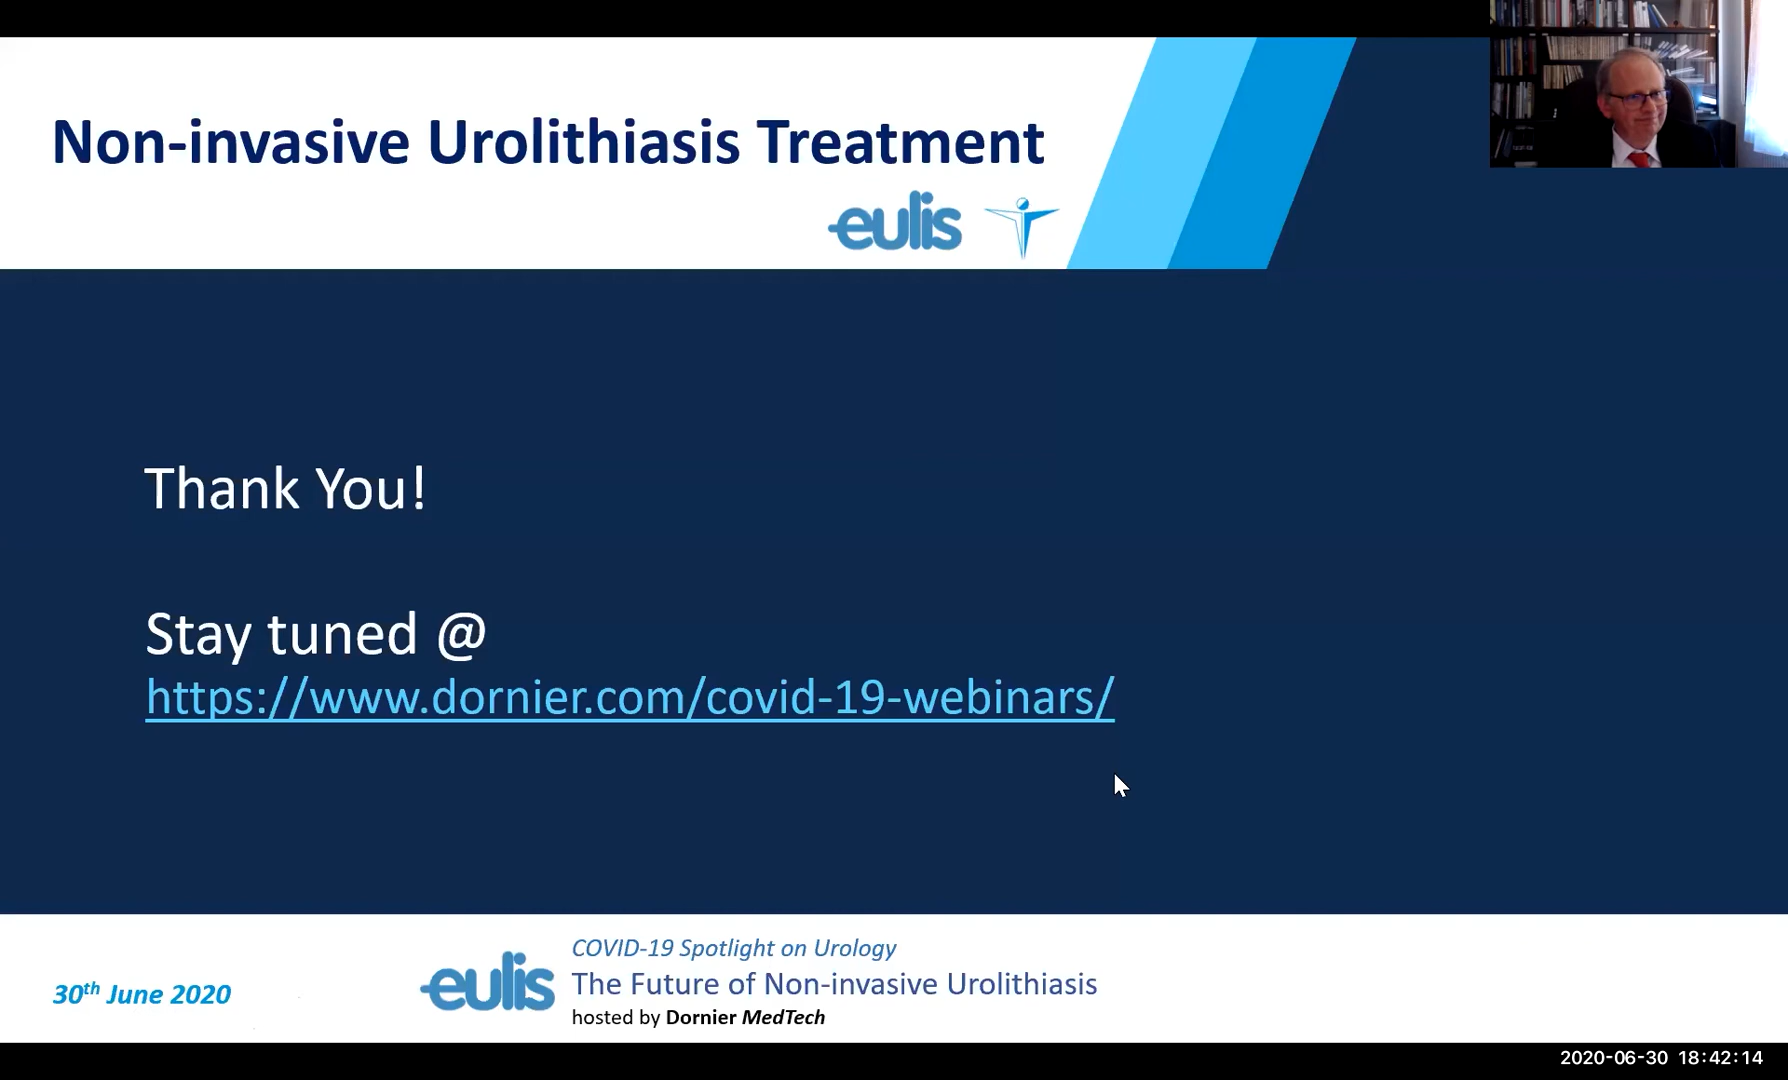 Non-invasive Urolithiasis Treatment
eulis
Thank You!
Stay tuned @
https://www.dornier.com/covid-19-webinars/
30th June 2020
eulis
COVID-19 Spotlight on Urology
The Future of Non-invasive Urolithiasis
hosted by Dornier MedTech
2020-06-30 18:42:14